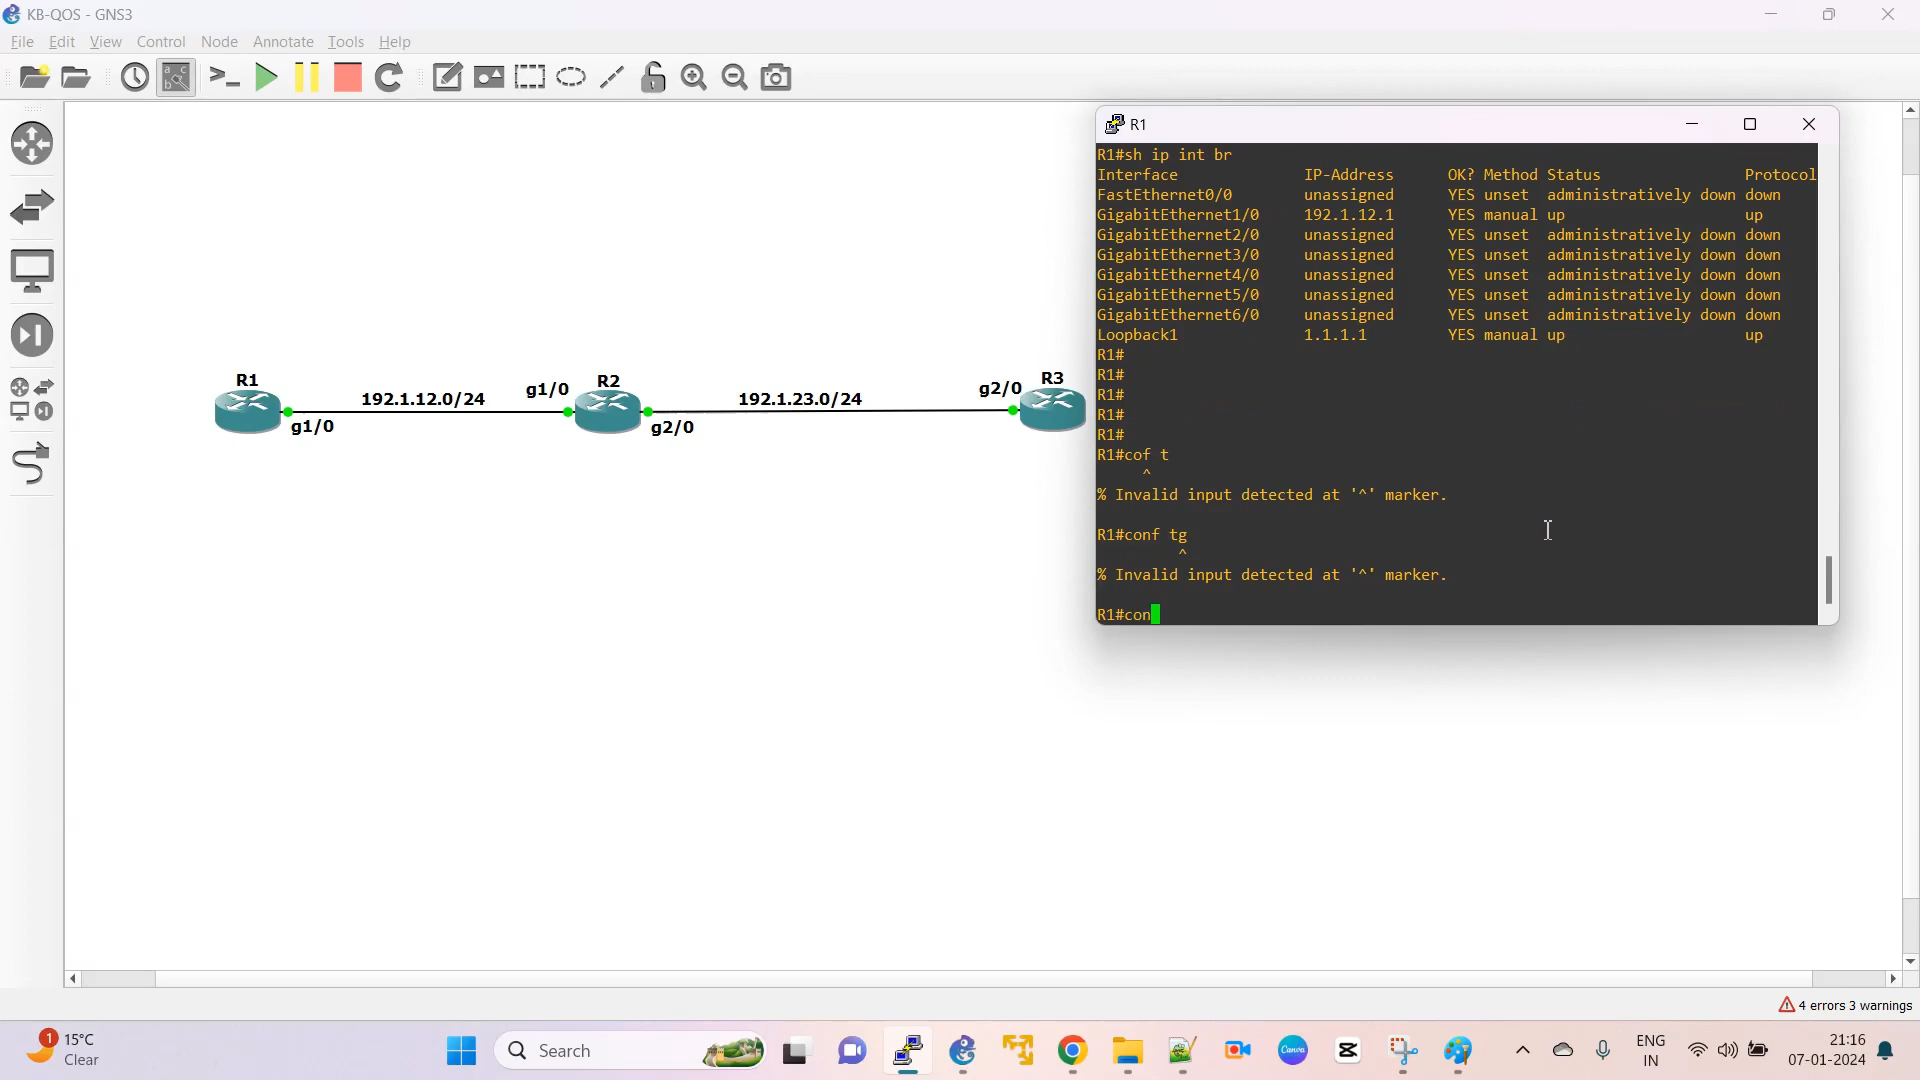 KB-QOS - GNS3
File Edit View Control Node Annotate Tools Help
R1
R1#sh ip int br
Interface IP-Address OK? Method Status Protocol
FastEthernet0/0 unassigned YES unset administratively down down
GigabitEthernet1/0 192.1.12.1 YES manual up up
GigabitEthernet2/0 unassigned YES unset administratively down down
GigabitEthernet3/0 unassigned YES unset administratively down down
GigabitEthernet4/0 unassigned YES unset administratively down down
GigabitEthernet5/0 unassigned YES unset administratively down down
GigabitEthernet6/0 unassigned YES unset administratively down down
Loopback1 1.1.1.1 YES manual up up
R1#
R1#
R1#
R1#
R1#
R1#cof t
^
% Invalid input detected at '^' marker.
R1#conf tg
^
% Invalid input detected at '^' marker.
R1#con
R1 R2 R3
192.1.12.0/24 g1/0 192.1.23.0/24 g2/0
g1/0 g2/0
4 errors 3 warnings
1 15°C
Clear
Search
Canva
ENG
IN
21:16
07-01-2024